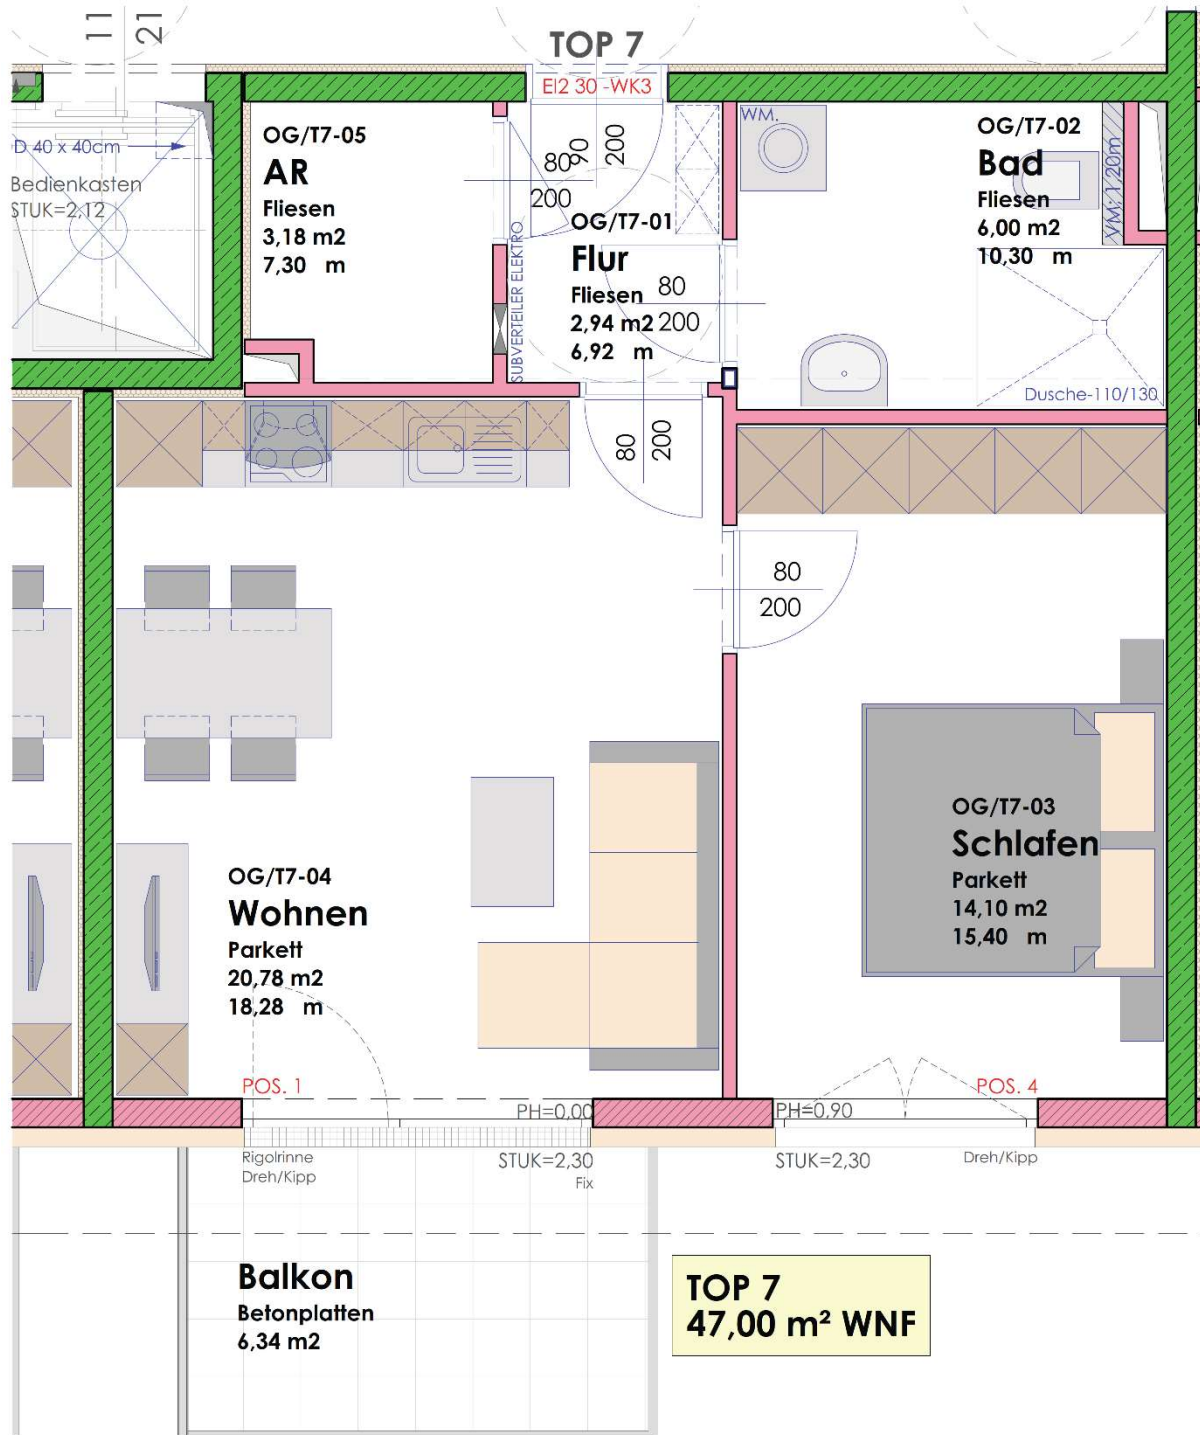 11
21
TOP 7
EI2 30 -WK3
D 40 x 40cm
Bedienkasten
STUK=2,12
OG/T7-05
AR
Fliesen
3,18 m2
7,30 m
80
200
90
200
SUBVERTEILER ELEKTRO
OG/T7-01
Flur
Fliesen
2,94 m2
6,92 m
80
200
WM.
OG/T7-02
Bad
Fliesen
6,00 m2
10,30 m
VM: 1,20m
Dusche-110/130
80
200
80
200
OG/T7-04
Wohnen
Parkett
20,78 m2
18,28 m
OG/T7-03
Schlafen
Parkett
14,10 m2
15,40 m
POS. 1
PH=0,00
POS. 4
PH=0,90
Rigolrinne
Dreh/Kipp
STUK=2,30
Fix
STUK=2,30
Dreh/Kipp
Balkon
Betonplatten
6,34 m2
TOP 7
47,00 m² WNF